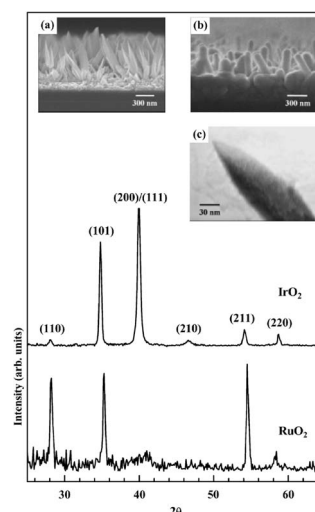 (a)
(b)
300 nm
300 nm
(c)
30 nm
(200)/(111)
(101)
(110)
(210)
(211)
(220)
IrO₂
RuO₂
Intensity (arb. units)
30
40
50
60
2θ